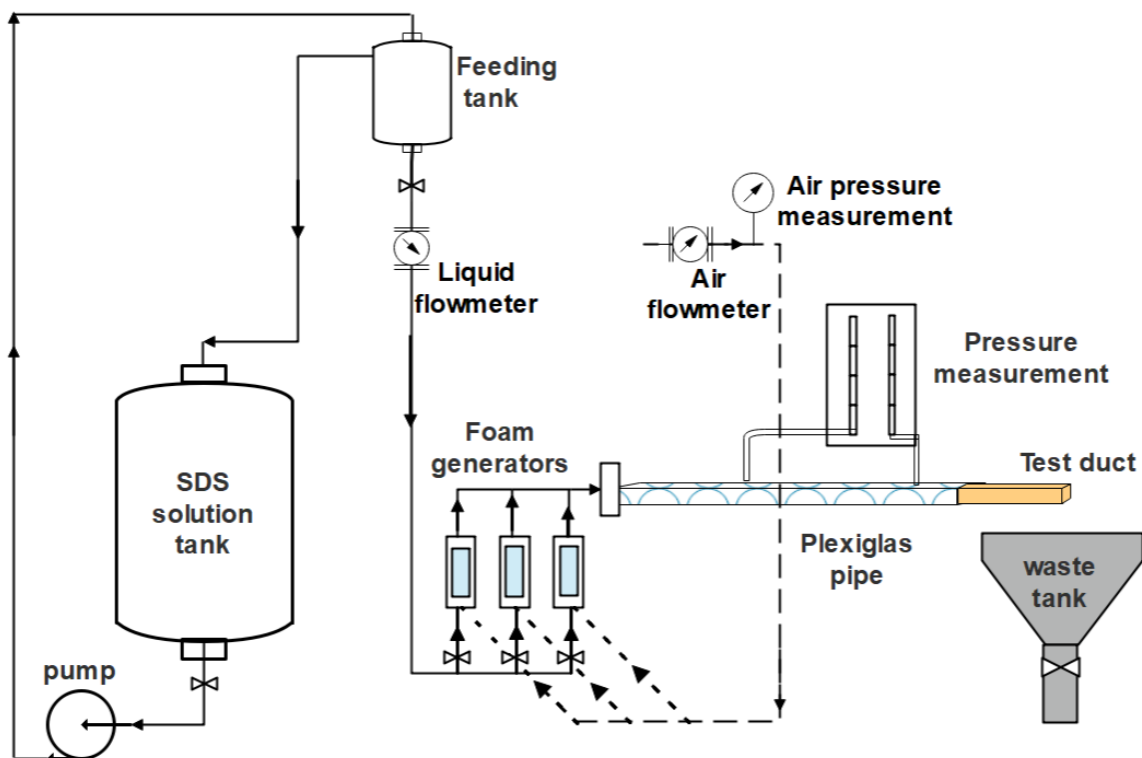 Feeding
tank
Air pressure
measurement
Liquid
flowmeter
Air
flowmeter
Pressure
measurement
Foam
generators
Test duct
SDS
solution
tank
Plexiglas
pipe
waste
tank
pump